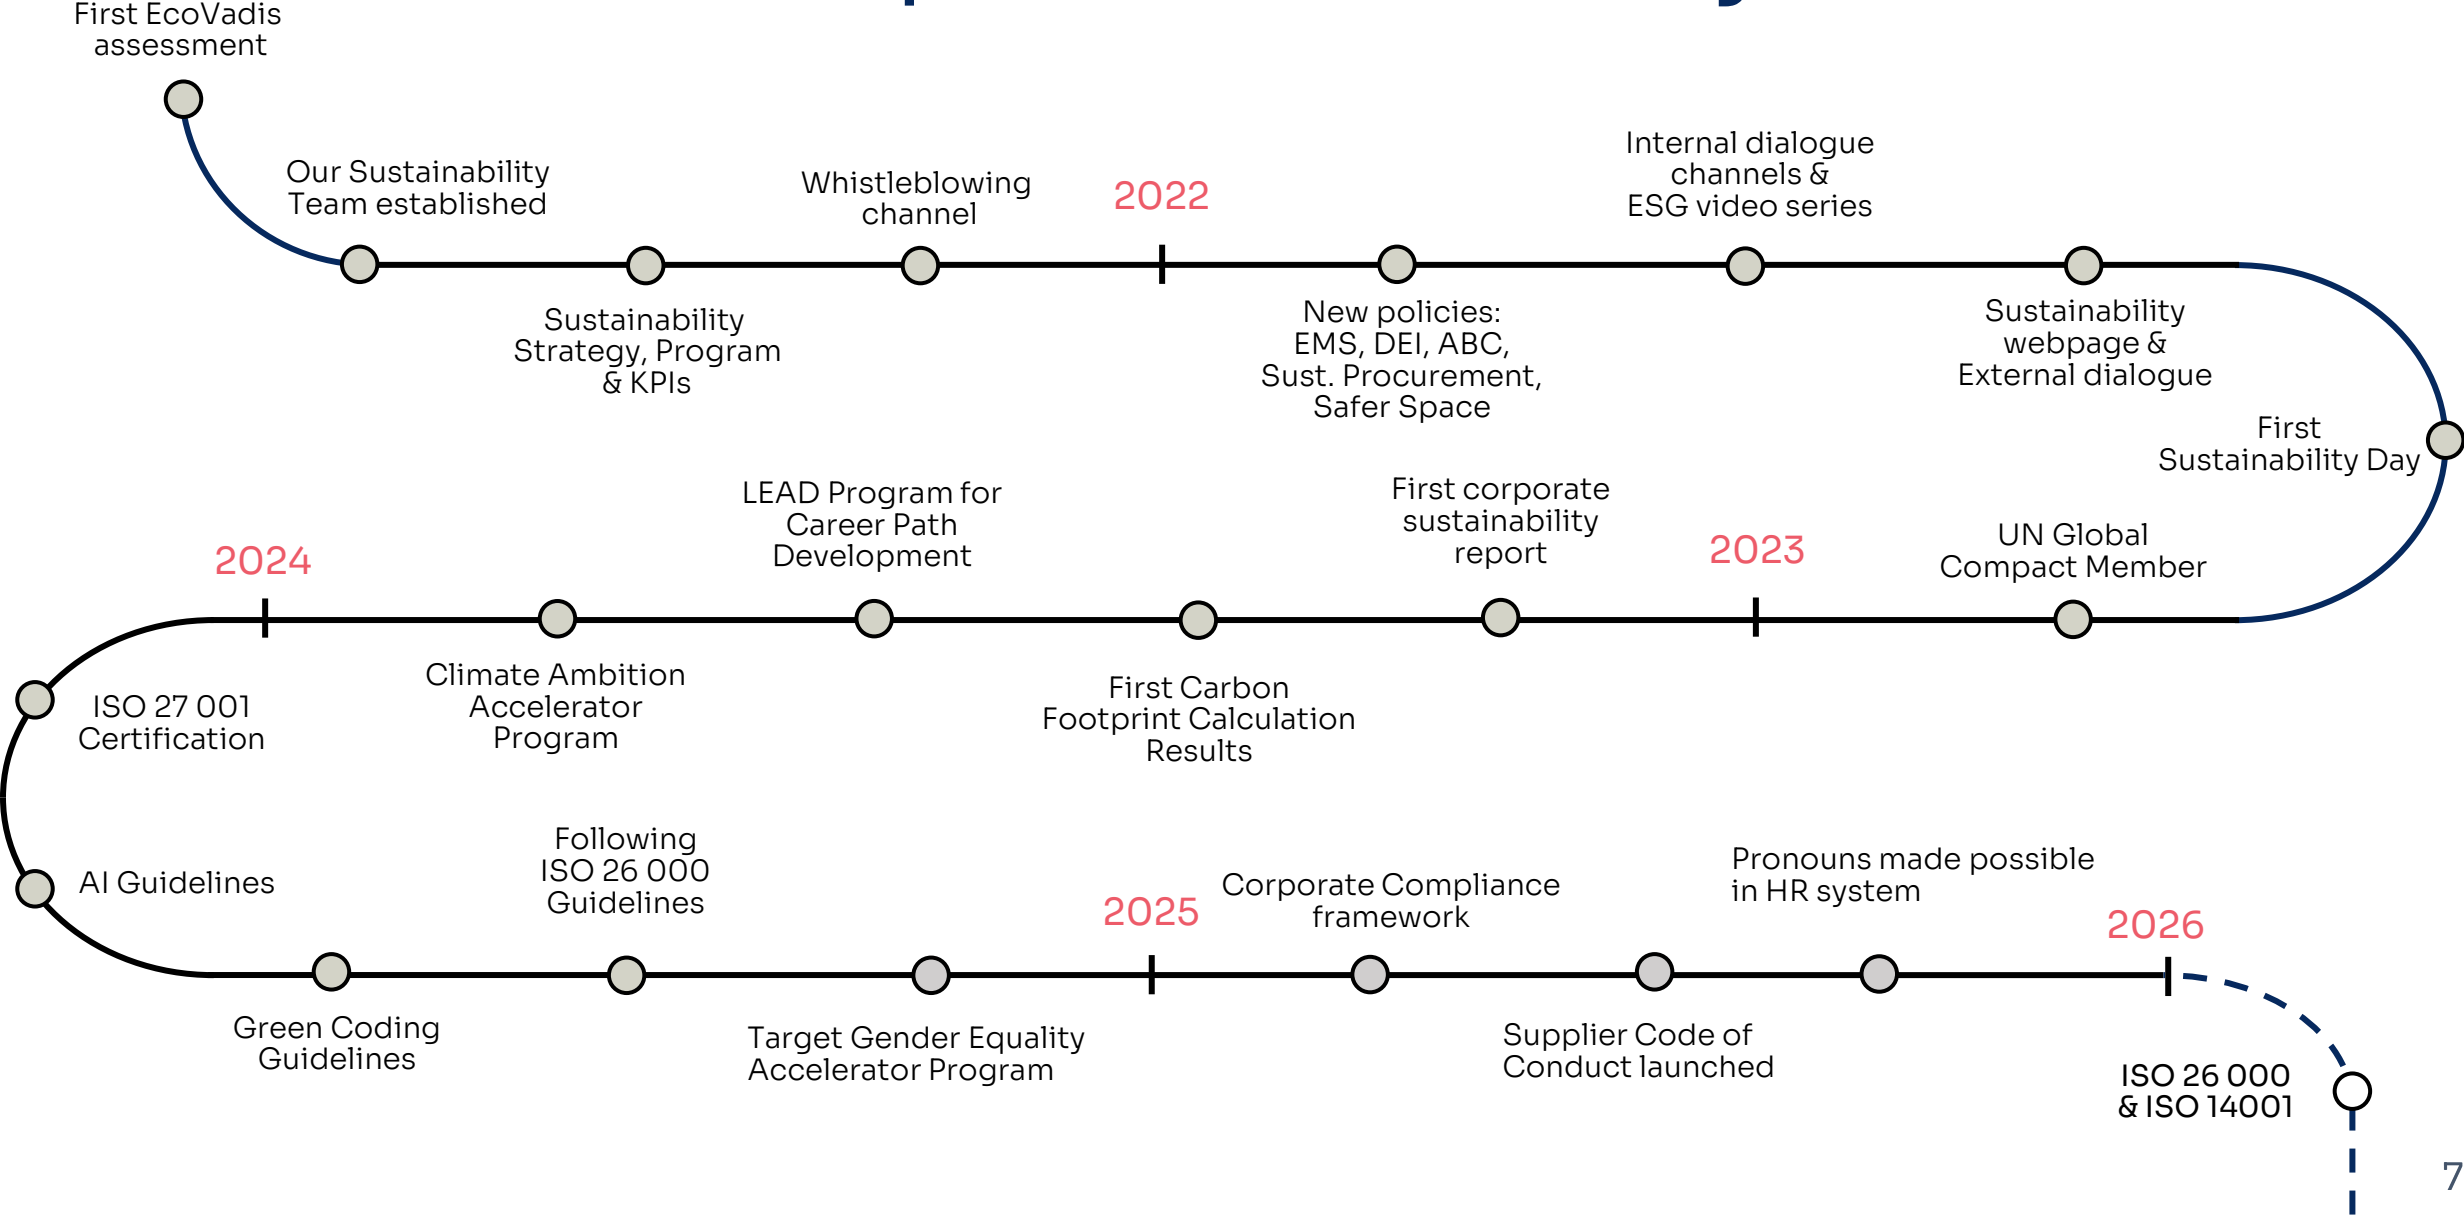 First EcoVadis
assessment
Our Sustainability
Team established
Sustainability
Strategy, Program
& KPIs
Whistleblowing
channel
2022
New policies:
EMS, DEI, ABC,
Sust. Procurement,
Safer Space
Internal dialogue
channels &
ESG video series
Sustainability
webpage &
External dialogue
First
Sustainability Day
UN Global
Compact Member
2023
First corporate
sustainability
report
First Carbon
Footprint Calculation
Results
LEAD Program for
Career Path
Development
Climate Ambition
Accelerator
Program
2024
ISO 27 001
Certification
AI Guidelines
Green Coding
Guidelines
Following
ISO 26 000
Guidelines
Target Gender Equality
Accelerator Program
2025
Corporate Compliance
framework
Supplier Code of
Conduct launched
Pronouns made possible
in HR system
2026
ISO 26 000
& ISO 14001
7